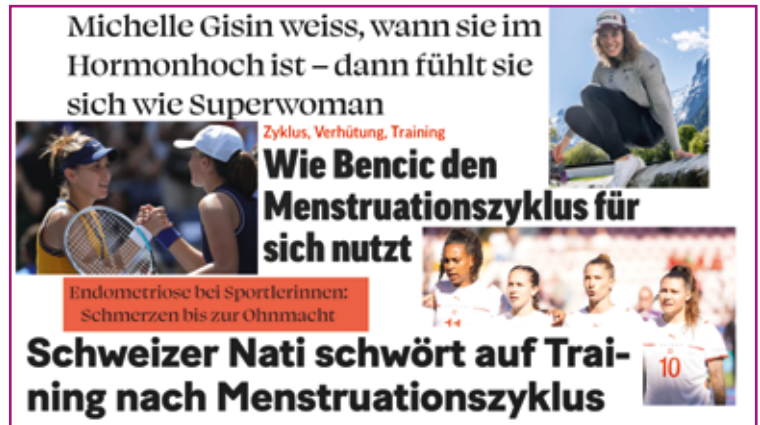 Michelle Gisin weiss, wann sie im
Hormonhoch ist – dann fühlt sie
sich wie Superwoman
Zyklus, Verhütung, Training
Wie Bencic den
Menstruationszyklus für
sich nutzt
Endometriose bei Sportlerinnen:
Schmerzen bis zur Ohnmacht
Schweizer Nati schwört auf Trai-
ning nach Menstruationszyklus
10